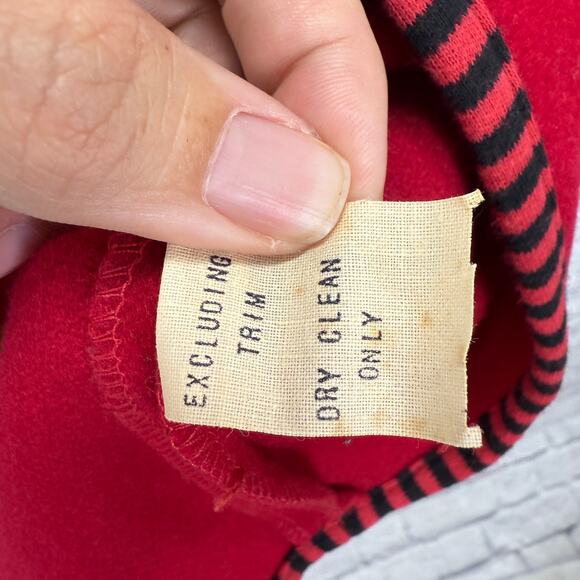 EXCLUDING
TRIM
DRY CLEAN
ONLY